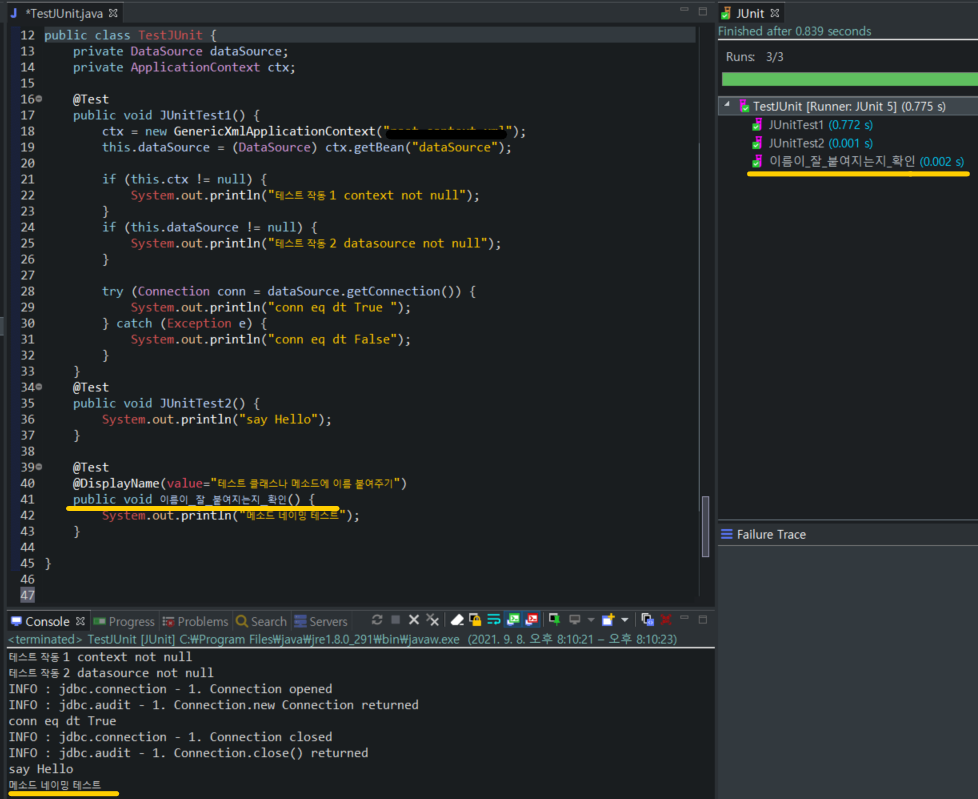 *TestJUnit.java
12 public class TestJUnit {
13 private DataSource dataSource;
14 private ApplicationContext ctx;
15
16 @Test
17 public void JUnitTest1() {
18 ctx = new GenericXmlApplicationContext(" ");
19 this.dataSource = (DataSource) ctx.getBean("dataSource");
20
21 if (this.ctx != null) {
22 System.out.println("테스트 작동 1 context not null");
23 }
24 if (this.dataSource != null) {
25 System.out.println("테스트 작동 2 datasource not null");
26 }
27
28 try (Connection conn = dataSource.getConnection()) {
29 System.out.println("conn eq dt True ");
30 } catch (Exception e) {
31 System.out.println("conn eq dt False");
32 }
33 }
34 @Test
35 public void JUnitTest2() {
36 System.out.println("say Hello");
37 }
38
39 @Test
40 @DisplayName(value="테스트 클래스나 메소드에 이름 붙여주기")
41 public void 이름이_잘_붙여지는지_확인() {
42 System.out.println("메소드 네이밍 테스트");
43 }
44
45 }
46
47
JUnit
Finished after 0.839 seconds
Runs: 3/3
TestJUnit [Runner: JUnit 5] (0.775 s)
JUnitTest1 (0.772 s)
JUnitTest2 (0.001 s)
이름이_잘_붙여지는지_확인 (0.002 s)
Failure Trace
Console Progress Problems Search Servers
<terminated> TestJUnit [JUnit] C:₩Program Files₩java₩jre1.8.0_291₩bin₩javaw.exe (2021. 9. 8. 오후 8:10:21 – 오후 8:10:23)
테스트 작동 1 context not null
테스트 작동 2 datasource not null
INFO : jdbc.connection - 1. Connection opened
INFO : jdbc.audit - 1. Connection.new Connection returned
conn eq dt True
INFO : jdbc.connection - 1. Connection closed
INFO : jdbc.audit - 1. Connection.close() returned
say Hello
메소드 네이밍 테스트